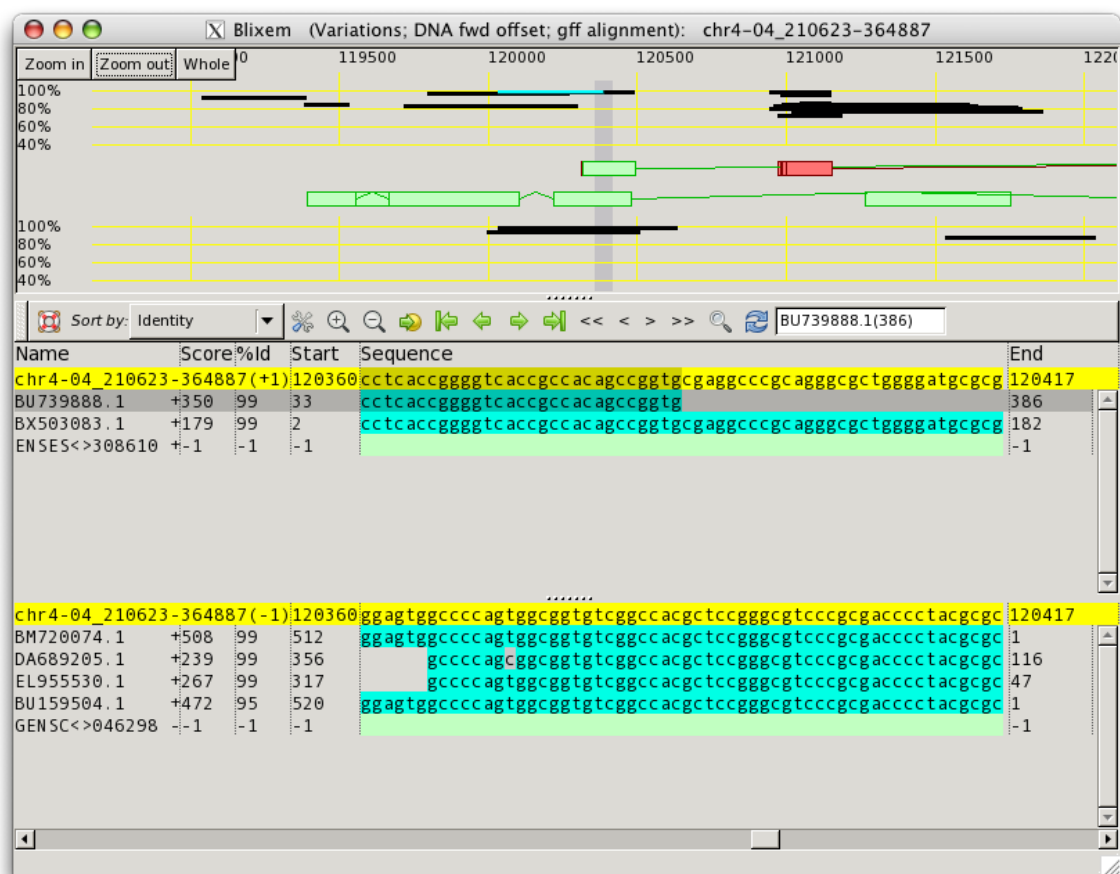 Blixem (Variations; DNA fwd offset; gff alignment): chr4-04_210623-364887
Zoom in Zoom out Whole 119500 120000 120500 121000 121500
100%
80%
60%
40%
100%
80%
60%
40%
Sort by: Identity << < > >> BU739888.1(386)
Name Score %Id Start Sequence End
chr4-04_210623-364887(+1) 120360 cctcaccggggtcaccgccacagccggtgcgaggcccgcagggcgctggggatgcgcg 120417
BU739888.1 +350 99 33 cctcaccggggtcaccgccacagccggtg 386
BX503083.1 +179 99 2 cctcaccggggtcaccgccacagccggtgcgaggcccgcagggcgctggggatgcgcg 182
ENSES<>308610 +-1 -1 -1 -1
chr4-04_210623-364887(-1) 120360 ggagtggccccagtggcggtgtcggccacgctccgggcgtcccgcgacccctacgcgc 120417
BM720074.1 +508 99 512 ggagtggccccagtggcggtgtcggccacgctccgggcgtcccgcgacccctacgcgc 1
DA689205.1 +239 99 356 gccccagcggcggtgtcggccacgctccgggcgtcccgcgacccctacgcgc 116
EL955530.1 +267 99 317 gccccagtggcggtgtcggccacgctccgggcgtcccgcgacccctacgcgc 47
BU159504.1 +472 95 520 ggagtggccccagtggcggtgtcggccacgctccgggcgtcccgcgacccctacgcgc 1
GENSC<>046298 --1 -1 -1 -1